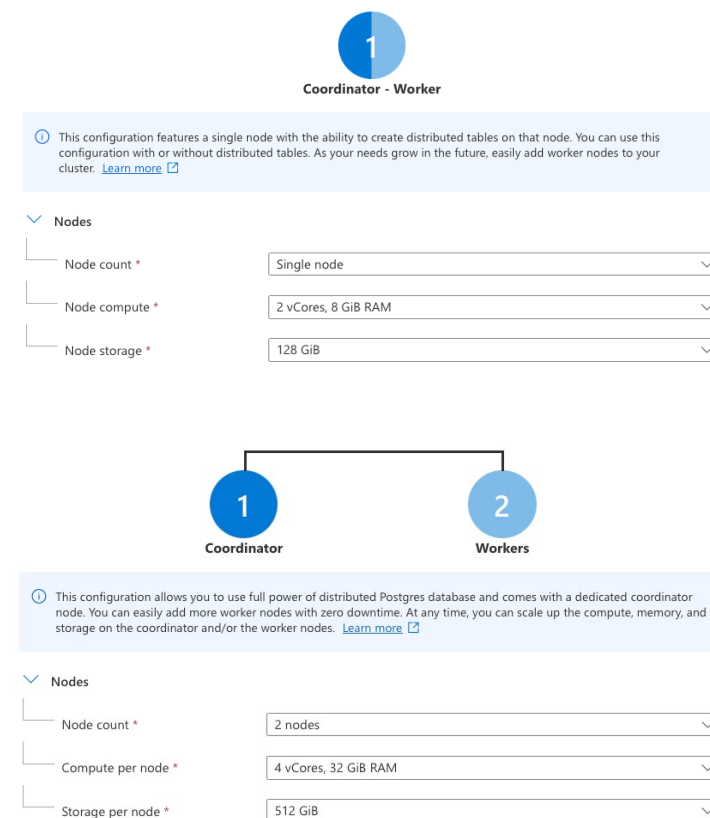 1
Coordinator - Worker
This configuration features a single node with the ability to create distributed tables on that node. You can use this
configuration with or without distributed tables. As your needs grow in the future, easily add worker nodes to your
cluster. Learn more
Nodes
Node count * Single node
Node compute * 2 vCores, 8 GiB RAM
Node storage * 128 GiB
1 2
Coordinator Workers
This configuration allows you to use full power of distributed Postgres database and comes with a dedicated coordinator
node. You can easily add more worker nodes with zero downtime. At any time, you can scale up the compute, memory, and
storage on the coordinator and/or the worker nodes. Learn more
Nodes
Node count * 2 nodes
Compute per node * 4 vCores, 32 GiB RAM
Storage per node * 512 GiB